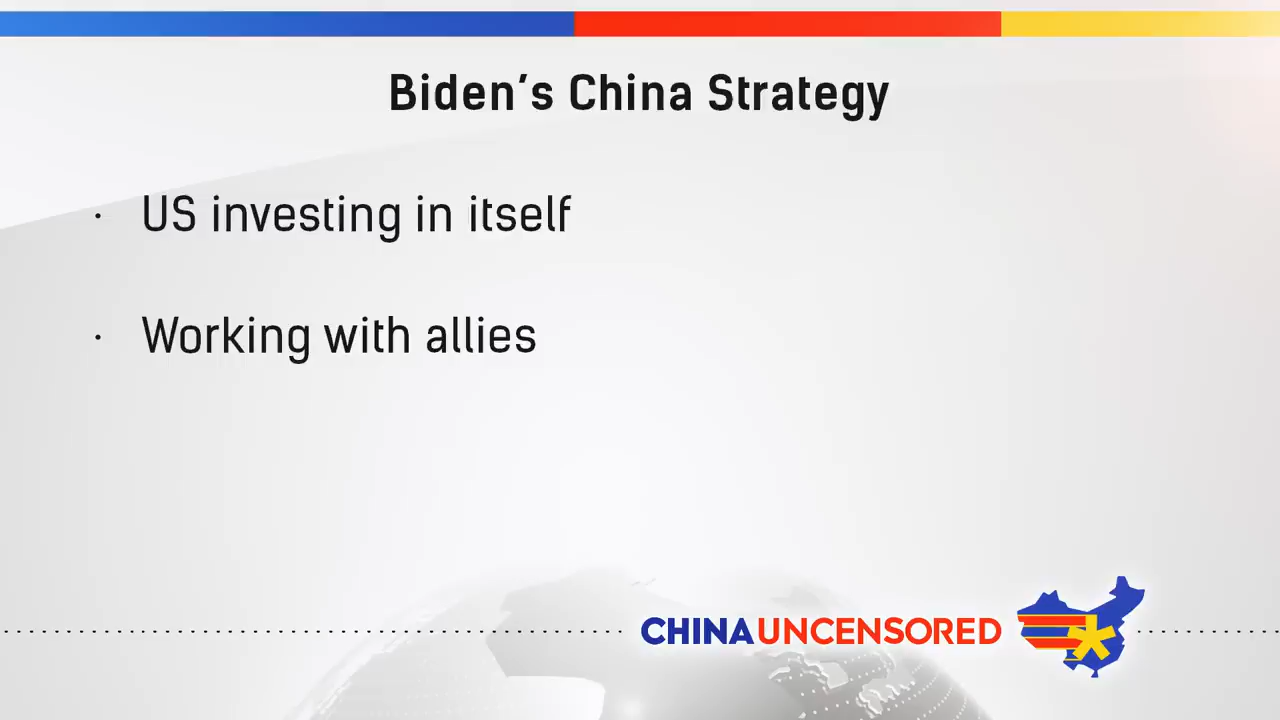 Biden’s China Strategy
· US investing in itself
· Working with allies
CHINAUNCENSORED